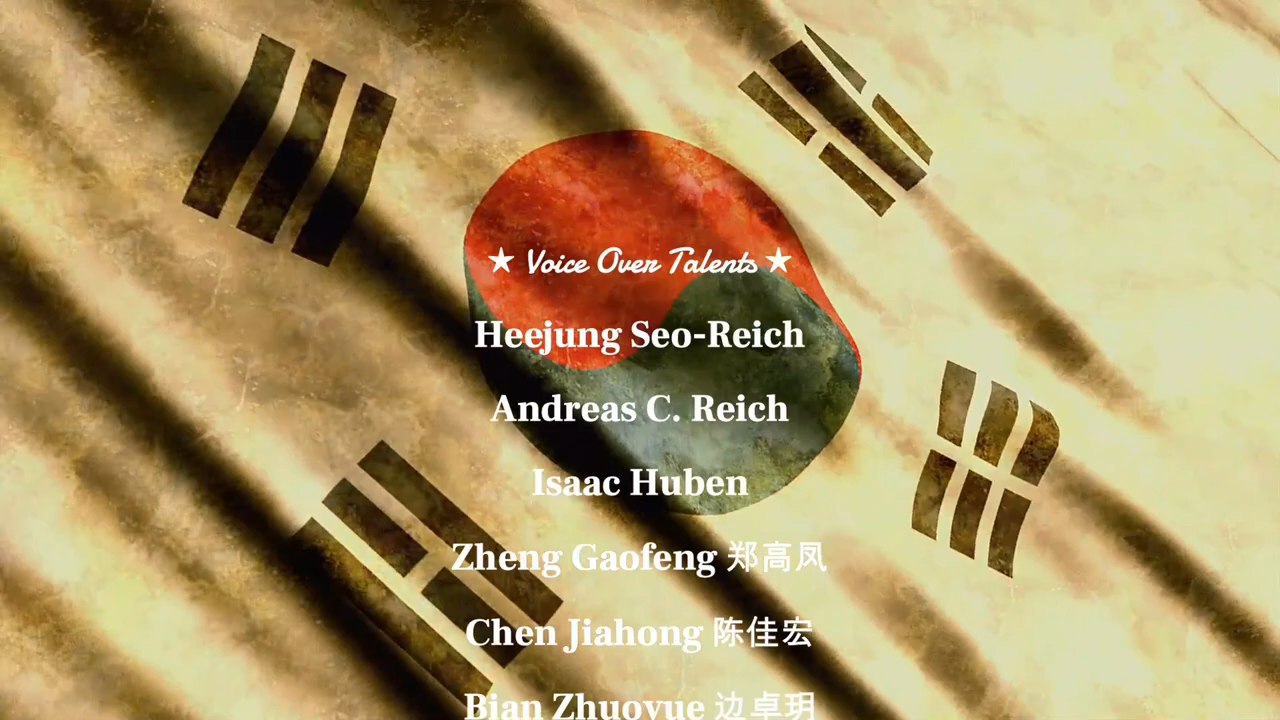 ★ Voice Over Talents ★
Heejung Seo-Reich
Andreas C. Reich
Isaac Huben
Zheng Gaofeng 郑高凤
Chen Jiahong 陈佳宏
Bian Zhuoyue 边卓玥